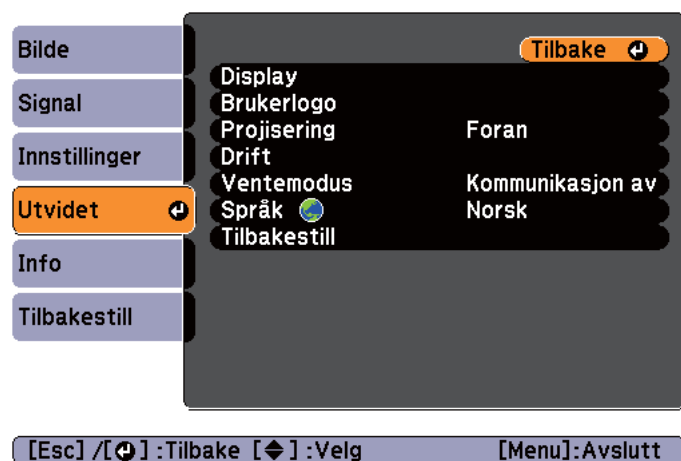 Bilde
Signal
Innstillinger
Utvidet
Info
Tilbakestill
Tilbake
Display
Brukerlogo
Projisering Foran
Drift
Ventemodus Kommunikasjon av
Språk Norsk
Tilbakestill
[Esc] /[ ] :Tilbake [ ] :Velg [Menu]:Avslutt